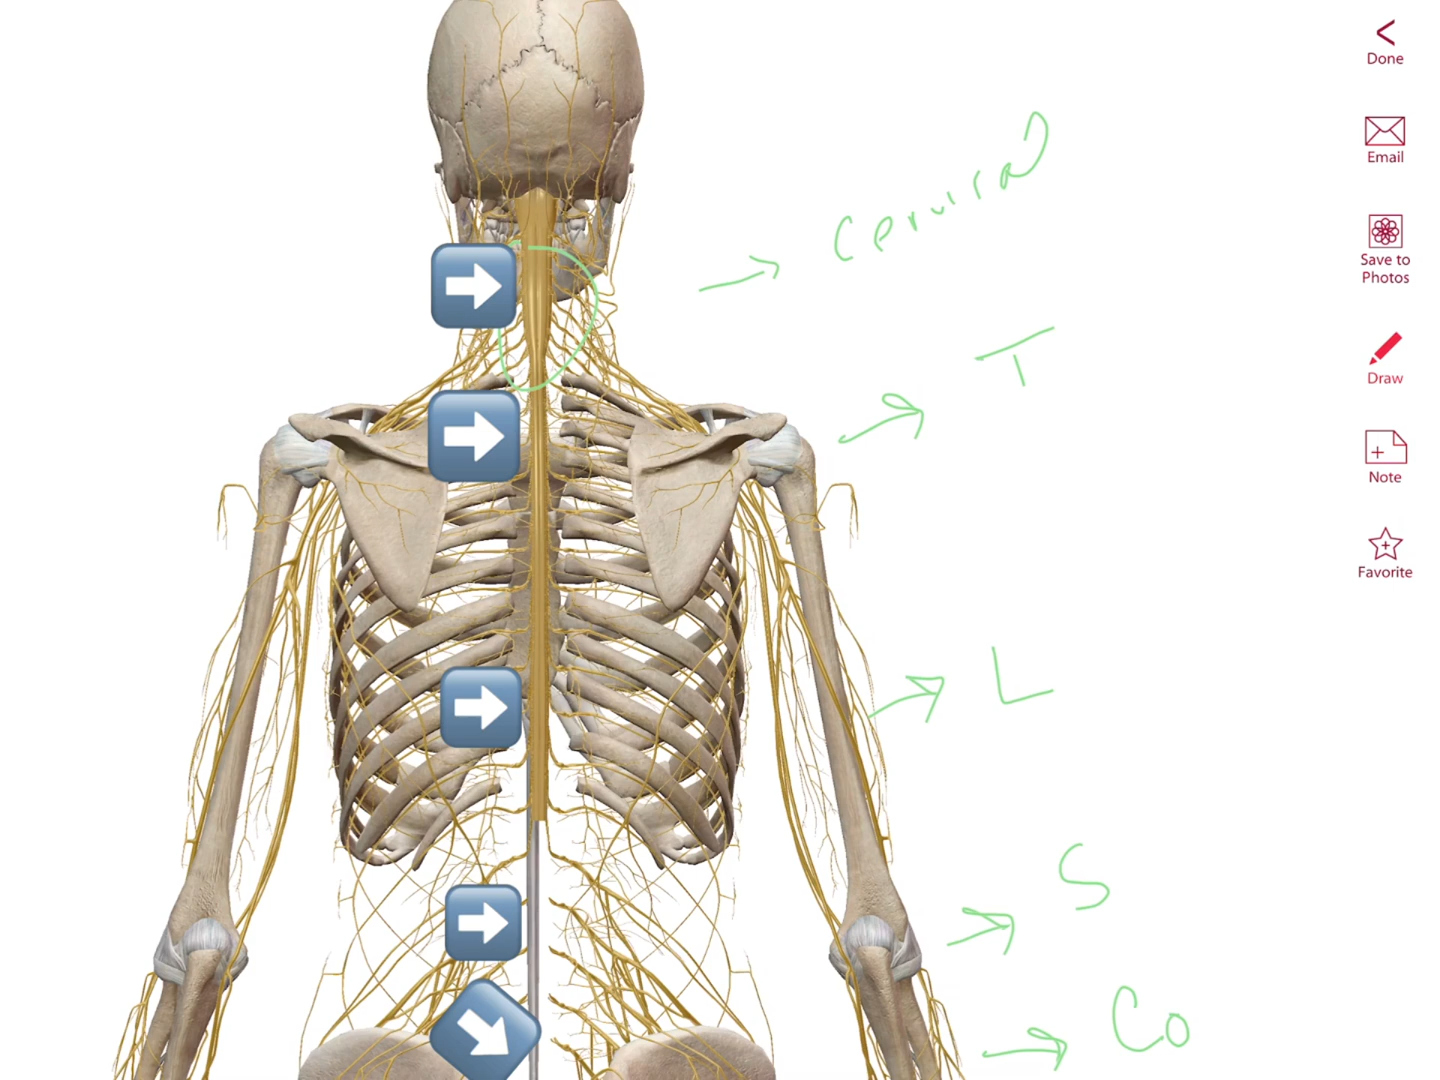 Done
Email
Save to
Photos
Draw
Note
Favorite
Cervical
T
L
S
Co